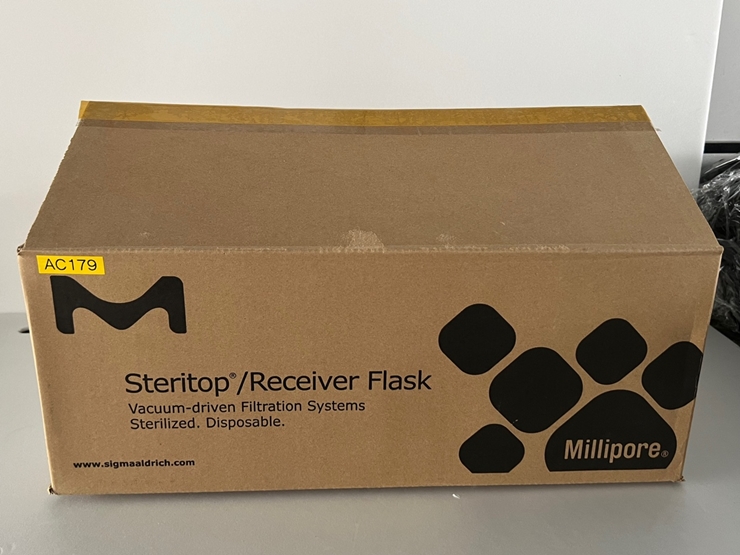 AC179
M
Steritop®/Receiver Flask
Vacuum-driven Filtration Systems
Sterilized. Disposable.
www.sigmaaldrich.com
Millipore®